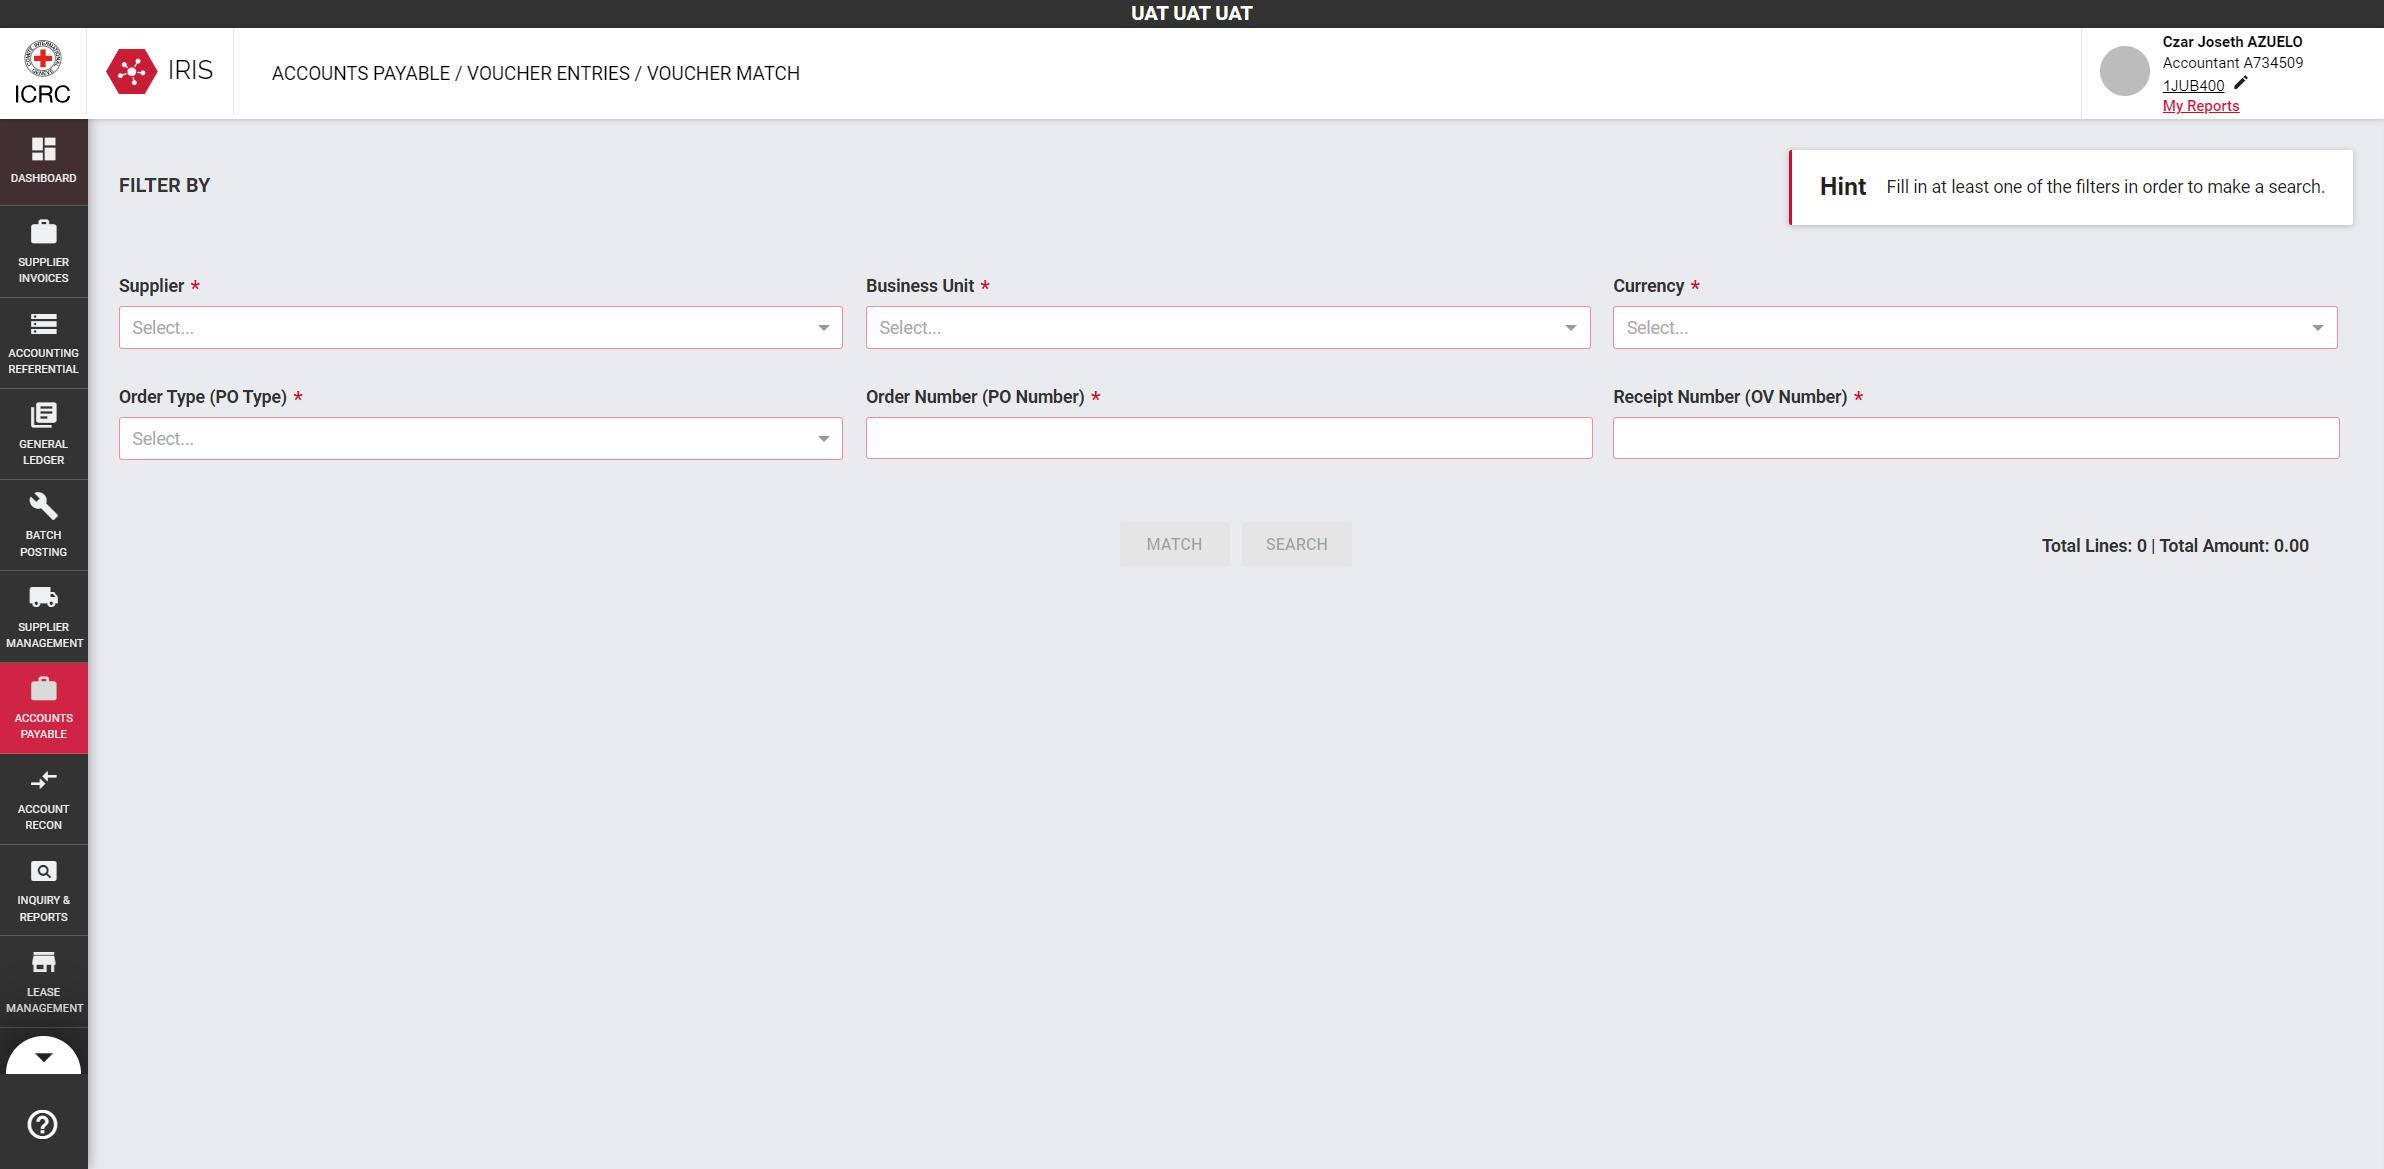 UAT UAT UAT
ICRC
IRIS
ACCOUNTS PAYABLE / VOUCHER ENTRIES / VOUCHER MATCH
Czar Joseth AZUELO
Accountant A734509
1JUB400
My Reports
DASHBOARD
SUPPLIER
INVOICES
ACCOUNTING
REFERENTIAL
GENERAL
LEDGER
BATCH
POSTING
SUPPLIER
MANAGEMENT
ACCOUNTS
PAYABLE
ACCOUNT
RECON
INQUIRY &
REPORTS
LEASE
MANAGEMENT
FILTER BY
Hint Fill in at least one of the filters in order to make a search.
Supplier *
Select...
Business Unit *
Select...
Currency *
Select...
Order Type (PO Type) *
Select...
Order Number (PO Number) *
Receipt Number (OV Number) *
MATCH
SEARCH
Total Lines: 0 | Total Amount: 0.00